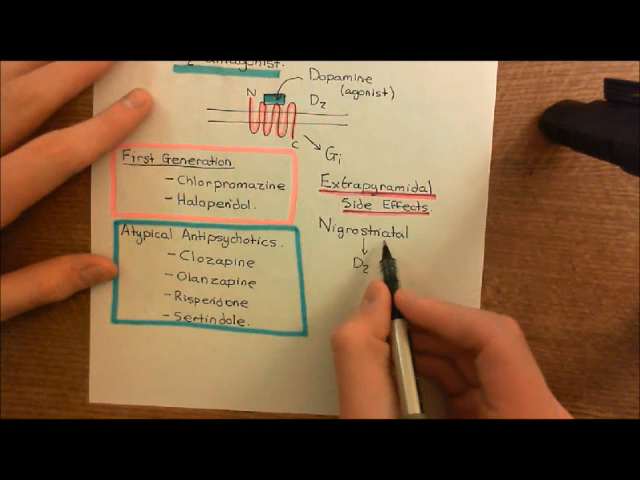 antagonist.
Dopamine
(agonist)
N
D2
C
Gi
First Generation
- Chlorpromazine
- Haloperidol.
Extrapyramidal
Side Effects.
Nigrostriatal
D2
Atypical Antipsychotics.
- Clozapine
- Olanzapine
- Risperidone
- Sertindole.